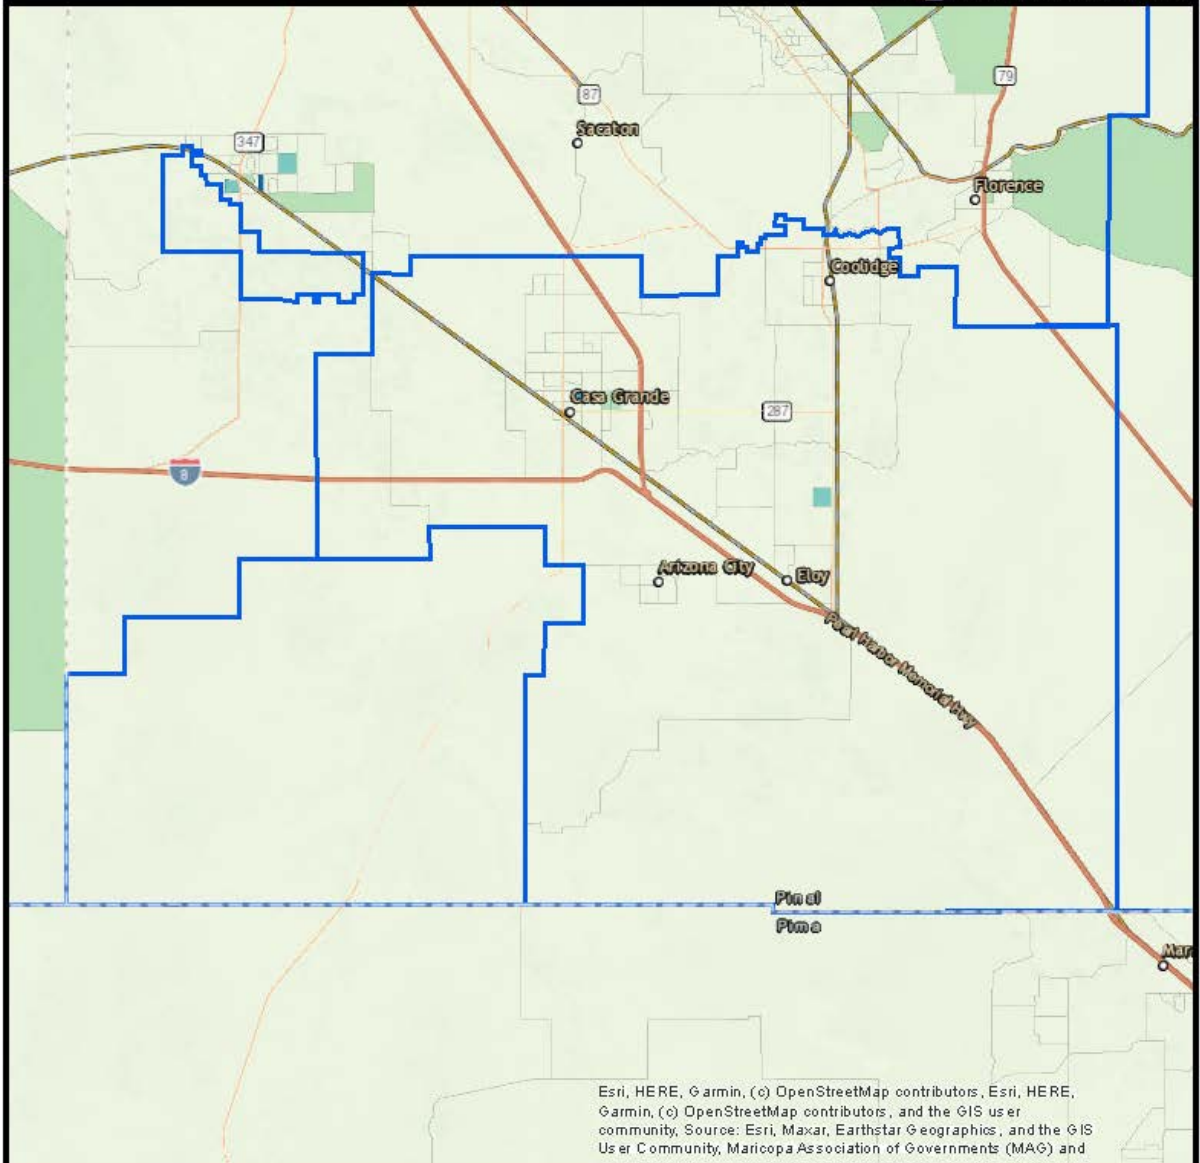 79
87
Sacaton
347
Florence
Coolidge
Casa Grande
287
8
Arizona City
Eloy
Pearl Harbor Memorial Hwy
Pinal
Pima
Mar
Esri, HERE, Garmin, (c) OpenStreetMap contributors, Esri, HERE,
Garmin, (c) OpenStreetMap contributors, and the GIS user
community, Source: Esri, Maxar, Earthstar Geographics, and the GIS
User Community, Maricopa Association of Governments (MAG) and